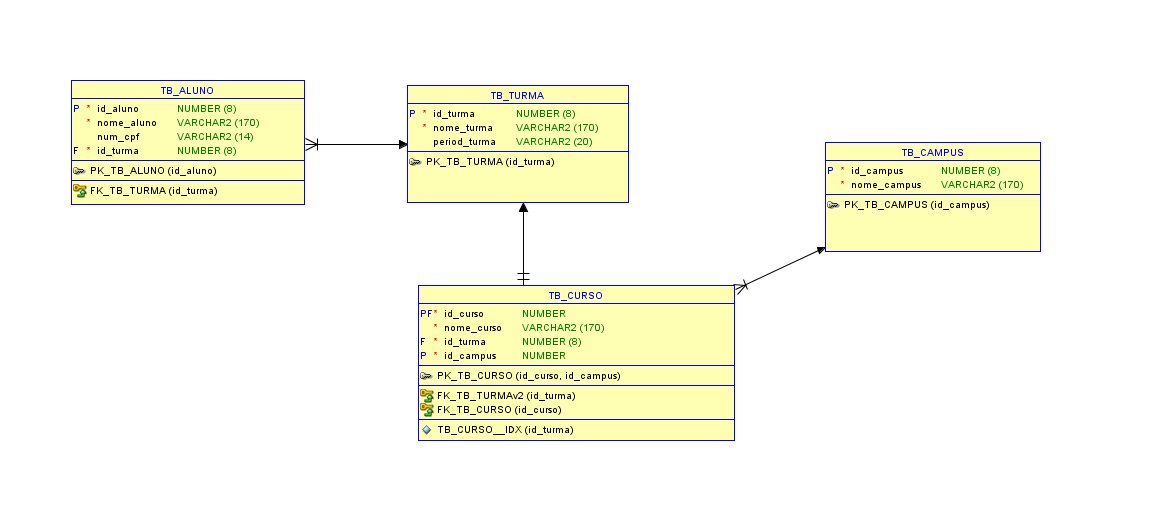 TB_ALUNO
P * id_aluno NUMBER (8)
* nome_aluno VARCHAR2 (170)
num_cpf VARCHAR2 (14)
F * id_turma NUMBER (8)
PK_TB_ALUNO (id_aluno)
FK_TB_TURMA (id_turma)
TB_TURMA
P * id_turma NUMBER (8)
* nome_turma VARCHAR2 (170)
period_turma VARCHAR2 (20)
PK_TB_TURMA (id_turma)
TB_CAMPUS
P * id_campus NUMBER (8)
* nome_campus VARCHAR2 (170)
PK_TB_CAMPUS (id_campus)
TB_CURSO
PF * id_curso NUMBER
* nome_curso VARCHAR2 (170)
F * id_turma NUMBER (8)
P * id_campus NUMBER
PK_TB_CURSO (id_curso, id_campus)
FK_TB_TURMAv2 (id_turma)
FK_TB_CURSO (id_curso)
TB_CURSO__IDX (id_turma)